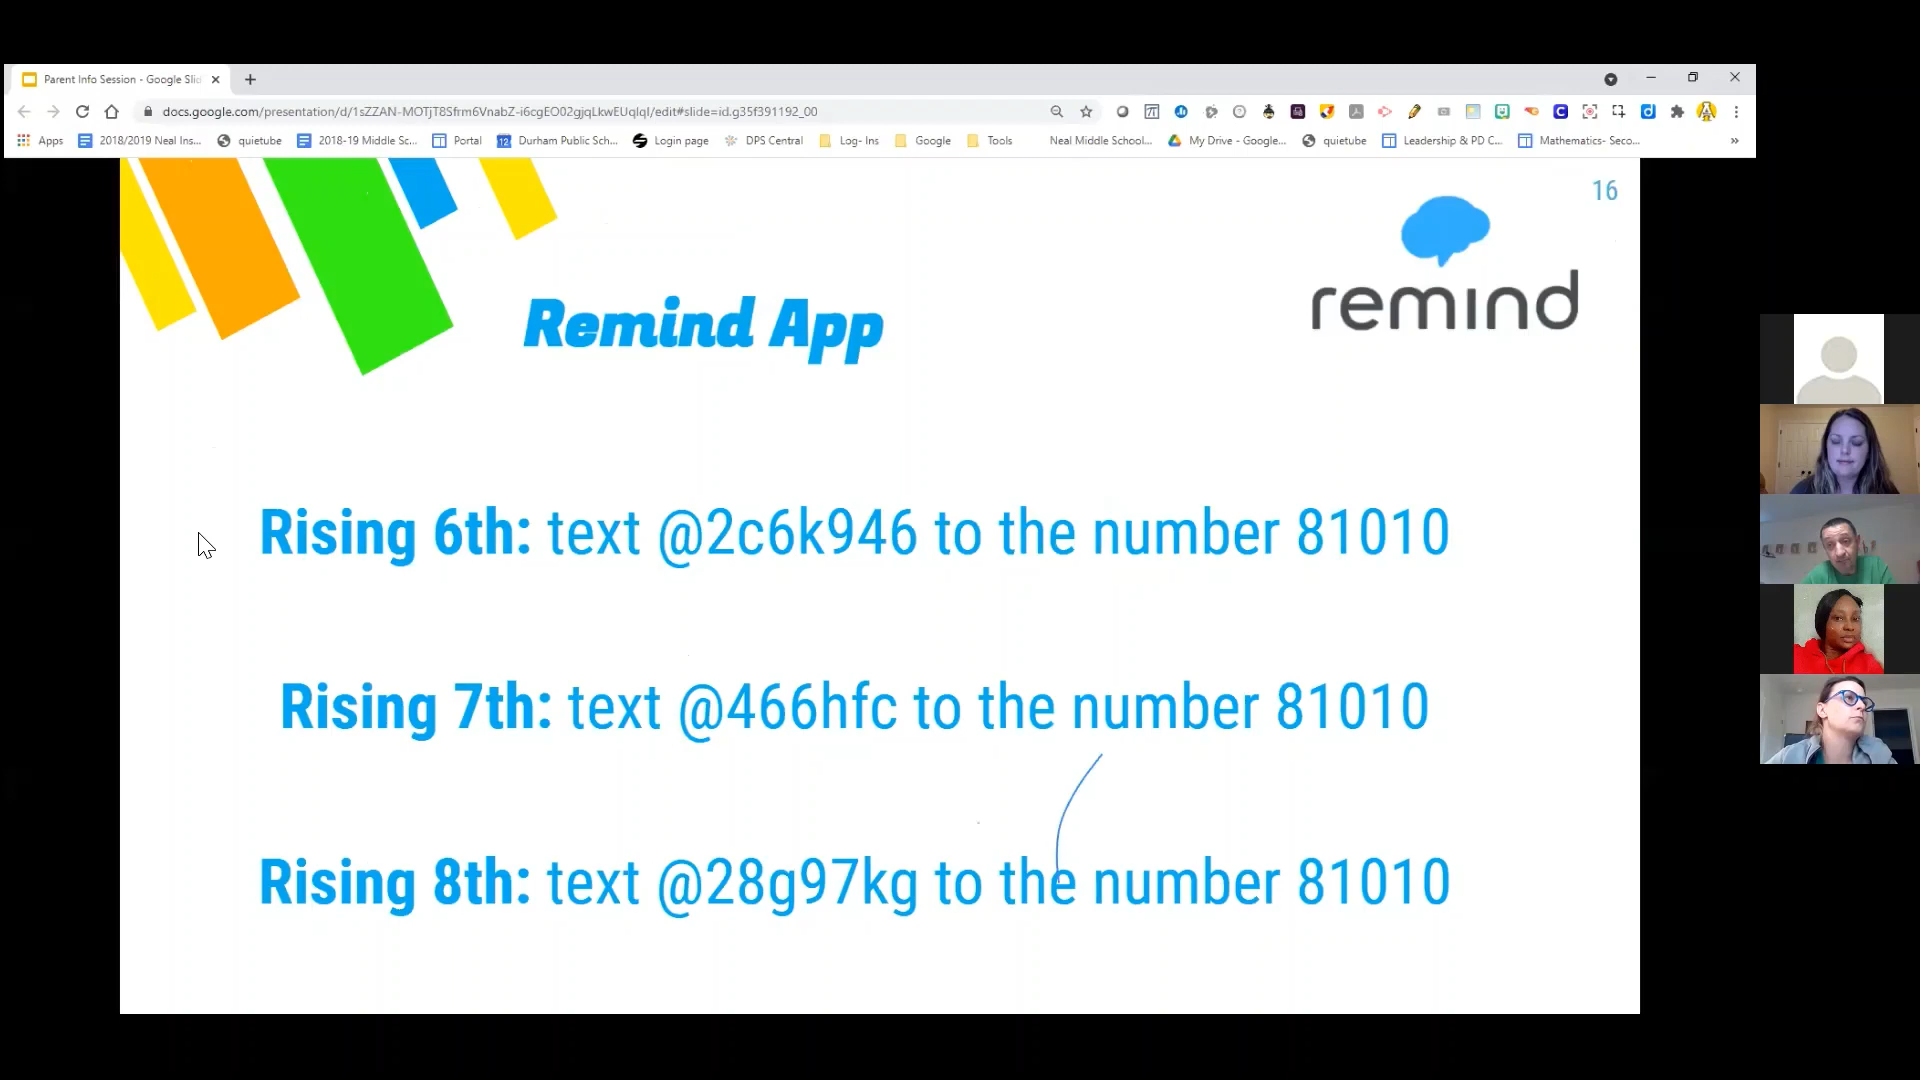 Parent Info Session - Google Slid
docs.google.com/presentation/d/1sZZAN-MOTjT8Sfrm6VnabZ-i6cgEO02gjqLkwEUqIqI/edit#slide=id.g35f391192_00
Apps 2018/2019 Neal Ins... quietube 2018-19 Middle Sc... Portal Durham Public Sch... Login page DPS Central Log- Ins Google Tools Neal Middle School... My Drive - Google... quietube Leadership & PD C... Mathematics- Seco... »
16
remind
Remind App
Rising 6th: text @2c6k946 to the number 81010
Rising 7th: text @466hfc to the number 81010
Rising 8th: text @28g97kg to the number 81010